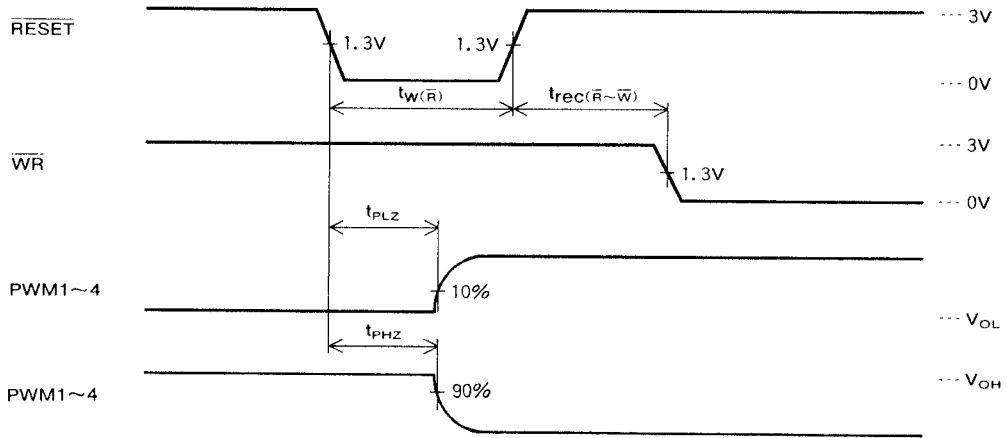 RESET
1.3V
1.3V
3V
0V
tW(R)
trec(R~W)
WR
3V
1.3V
0V
tPLZ
PWM1~4
10%
VOL
tPHZ
PWM1~4
90%
VOH